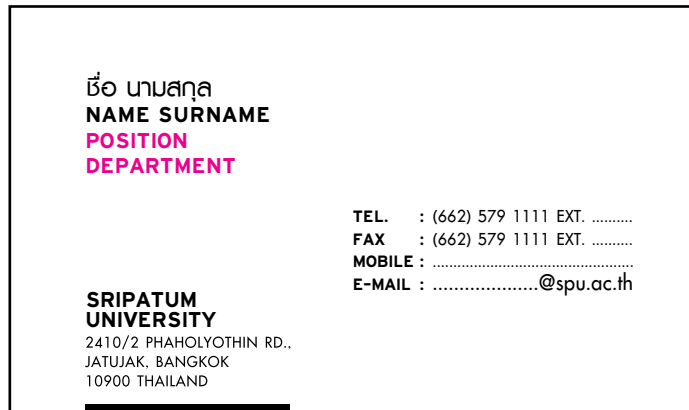 ชื่อ นามสกุล
NAME SURNAME
POSITION
DEPARTMENT
TEL. : (662) 579 1111 EXT. ..........
FAX : (662) 579 1111 EXT. ..........
MOBILE : ....................................................
E-MAIL : ....................@spu.ac.th
SRIPATUM
UNIVERSITY
2410/2 PHAHOLYOTHIN RD.,
JATUJAK, BANGKOK
10900 THAILAND